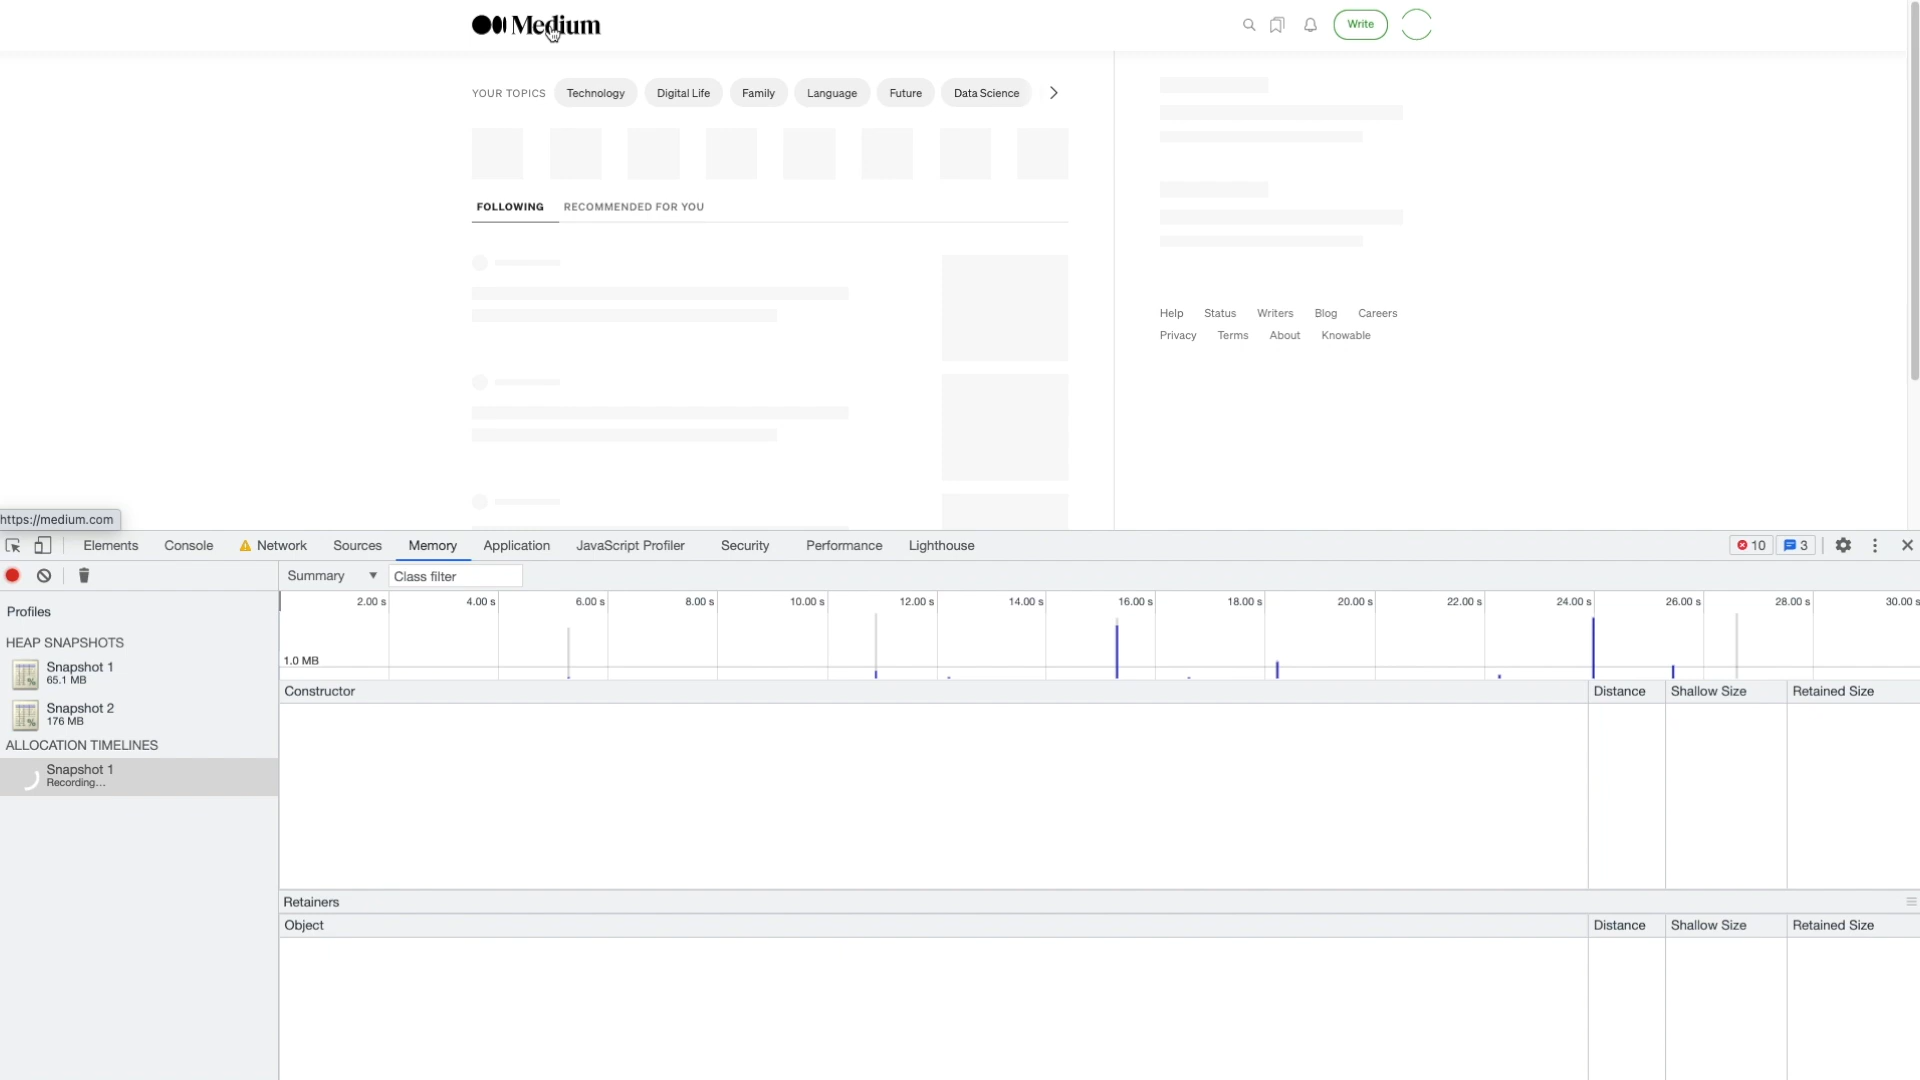 Medium
Write
YOUR TOPICS Technology Digital Life Family Language Future Data Science
FOLLOWING RECOMMENDED FOR YOU
Help Status Writers Blog Careers
Privacy Terms About Knowable
https://medium.com
Elements Console Network Sources Memory Application JavaScript Profiler Security Performance Lighthouse 10 3
Summary Class filter
Profiles
HEAP SNAPSHOTS
Snapshot 1
65.1 MB
Snapshot 2
176 MB
ALLOCATION TIMELINES
Snapshot 1
Recording...
2.00 s 4.00 s 6.00 s 8.00 s 10.00 s 12.00 s 14.00 s 16.00 s 18.00 s 20.00 s 22.00 s 24.00 s 26.00 s 28.00 s 30.00 s
1.0 MB
Constructor Distance Shallow Size Retained Size
Retainers
Object Distance Shallow Size Retained Size